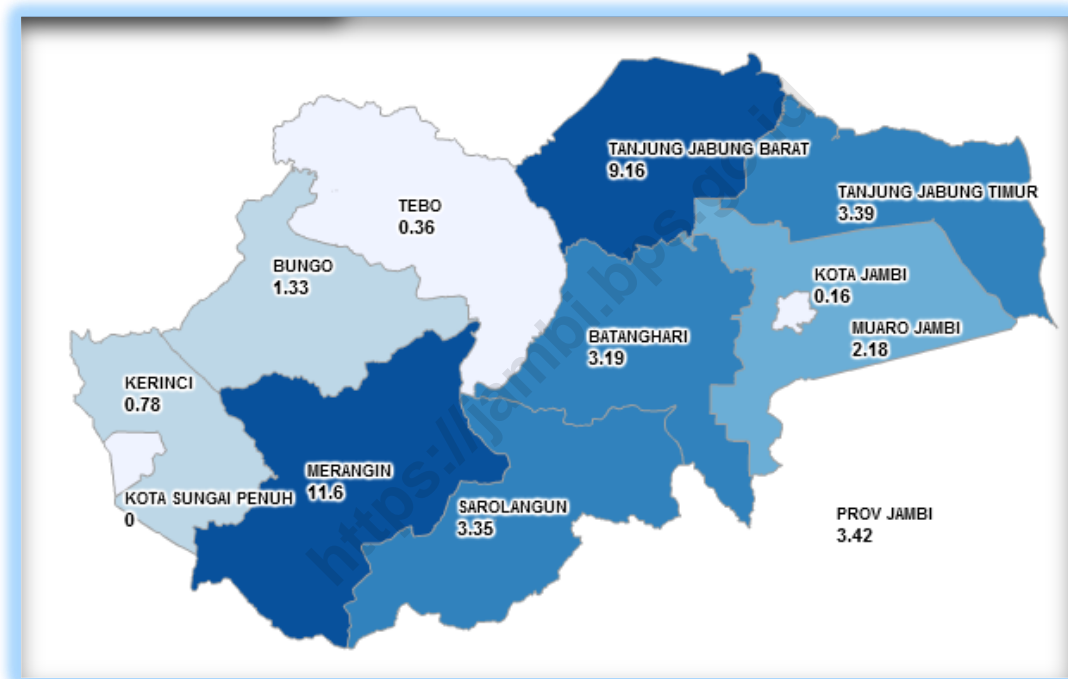 TANJUNG JABUNG BARAT
9.16
TANJUNG JABUNG TIMUR
3.39
TEBO
0.36
BUNGO
1.33
KOTA JAMBI
0.16
MUARO JAMBI
2.18
BATANGHARI
3.19
KERINCI
0.78
MERANGIN
11.6
KOTA SUNGAI PENUH
0
SAROLANGUN
3.35
PROV JAMBI
3.42
https://jambi.bps.go.id